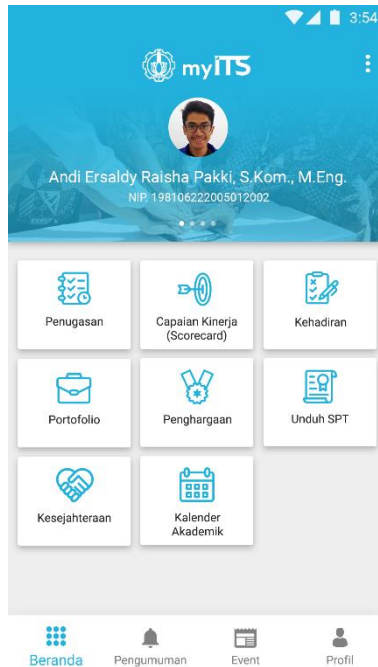 3:54
myITS
Andi Ersaldy Raisha Pakki, S.Kom., M.Eng.
NIP. 198106222005012002
Penugasan
Capaian Kinerja
(Scorecard)
Kehadiran
Portofolio
Penghargaan
Unduh SPT
Kesejahteraan
Kalender
Akademik
Beranda
Pengumuman
Event
Profil